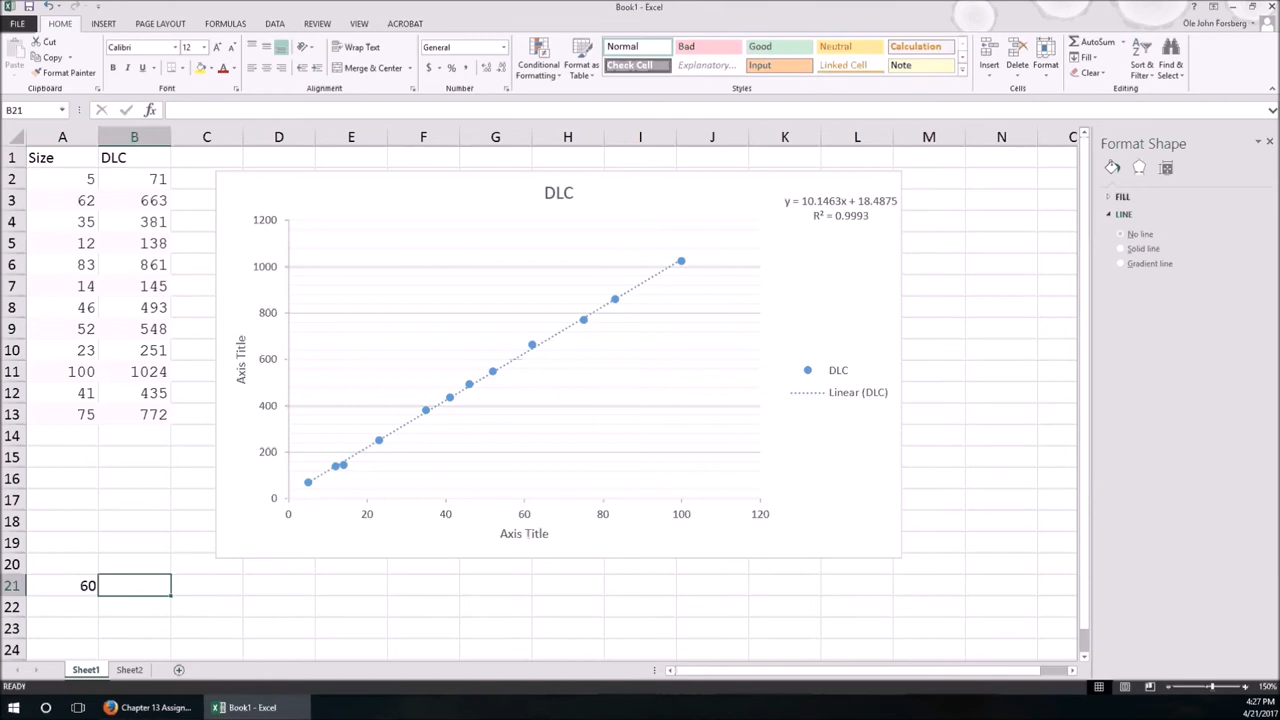 Book1 - Excel
FILE HOME INSERT PAGE LAYOUT FORMULAS DATA REVIEW VIEW ACROBAT Ole John Forsberg
Cut
Copy
Format Painter
Paste
Clipboard
Calibri 12
B I U
Font
Wrap Text
Merge & Center
Alignment
General
$ % ,
Number
Conditional Formatting
Format as Table
Normal Bad Good Neutral Calculation
Check Cell Explanatory... Input Linked Cell Note
Styles
Insert Delete Format
Cells
AutoSum
Fill
Clear
Sort & Filter
Find & Select
Editing
B21 fx
A B C D E F G H I J K L M N
1 Size DLC
2 5 71
3 62 663
4 35 381
5 12 138
6 83 861
7 14 145
8 46 493
9 52 548
10 23 251
11 100 1024
12 41 435
13 75 772
14
15
16
17
18
19
20
21 60
22
23
24
DLC
y = 10.1463x + 18.4875
R² = 0.9993
1200
1000
800
600
400
200
0
Axis Title
0 20 40 60 80 100 120
Axis Title
DLC
Linear (DLC)
Format Shape
FILL
LINE
No line
Solid line
Gradient line
Sheet1 Sheet2
READY 150%
Chapter 13 Assign... Book1 - Excel
4:27 PM
4/21/2017